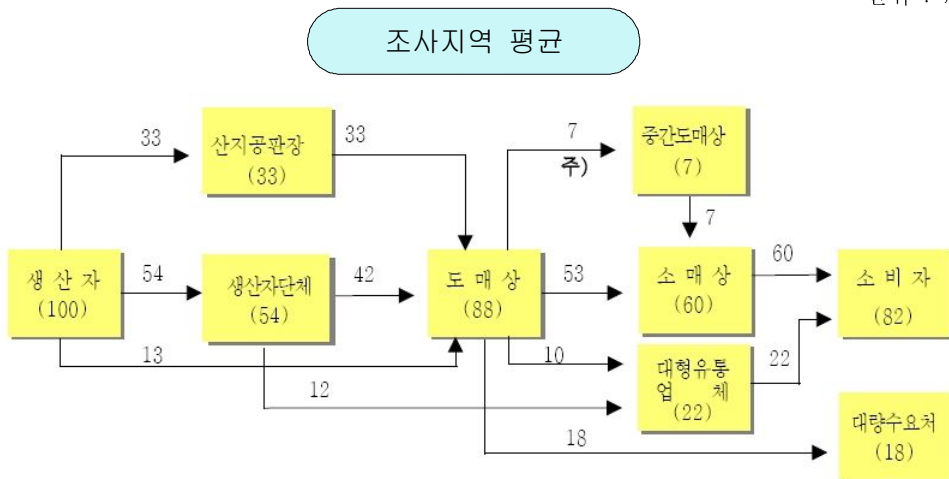 조사지역 평균
33
산지공판장
(33)
33
7
주)
중간도매상
(7)
7
생 산 자
(100)
54
생산자단체
(54)
42
도 매 상
(88)
53
소 매 상
(60)
60
소 비 자
(82)
13
12
10
대형유통
업 체
(22)
22
18
대량수요처
(18)